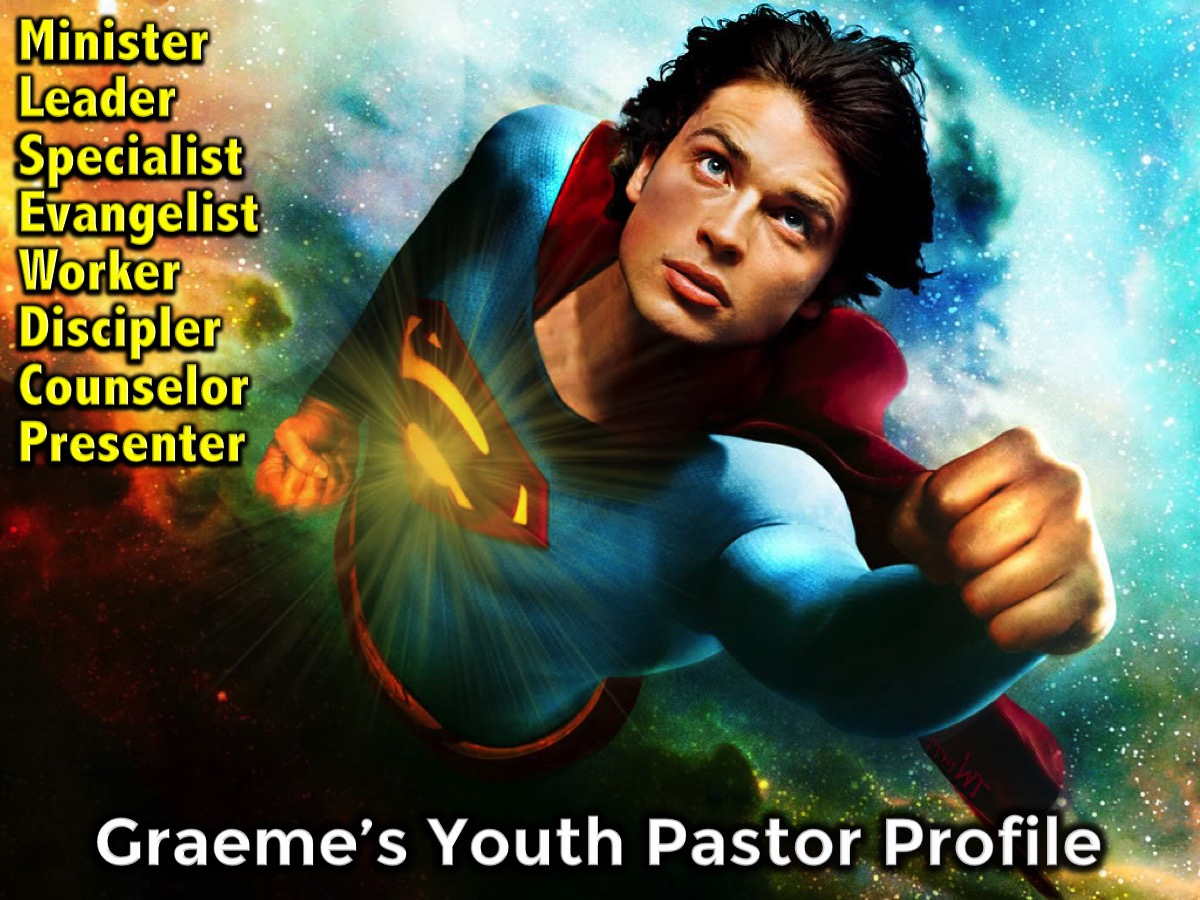 Minister
Leader
Specialist
Evangelist
Worker
Discipler
Counselor
Presenter
Graeme’s Youth Pastor Profile